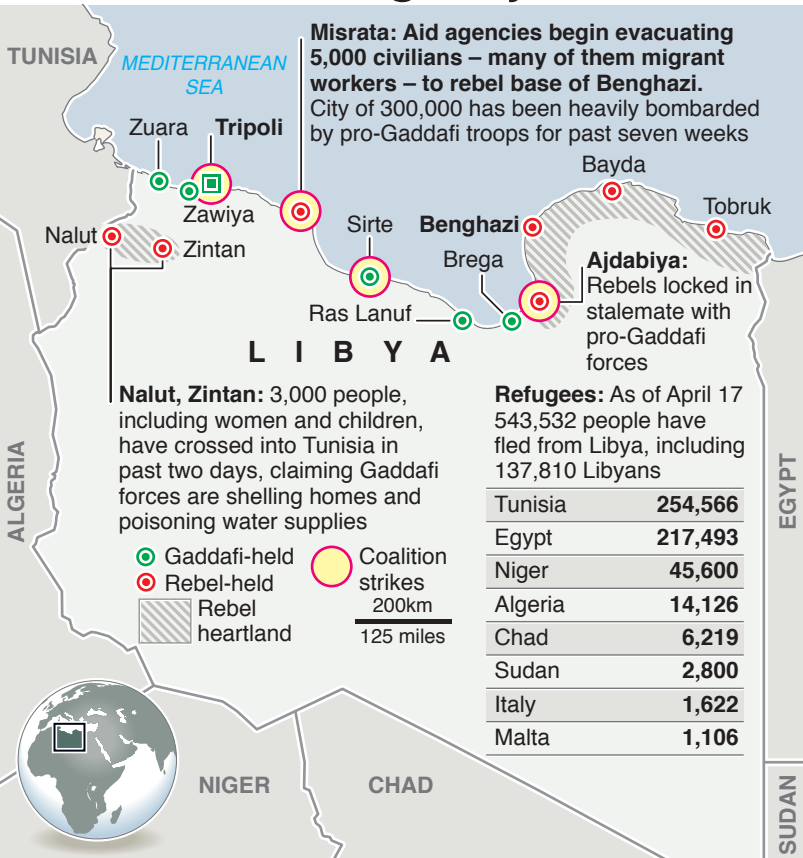 TUNISIA
MEDITERRANEAN
SEA
Misrata: Aid agencies begin evacuating
5,000 civilians – many of them migrant
workers – to rebel base of Benghazi.
City of 300,000 has been heavily bombarded
by pro-Gaddafi troops for past seven weeks
Zuara
Tripoli
Zawiya
Nalut
Zintan
Sirte
Ras Lanuf
Benghazi
Brega
Bayda
Tobruk
Ajdabiya:
Rebels locked in
stalemate with
pro-Gaddafi
forces
LIBYA
Nalut, Zintan: 3,000 people,
including women and children,
have crossed into Tunisia in
past two days, claiming Gaddafi
forces are shelling homes and
poisoning water supplies
Gaddafi-held
Rebel-held
Rebel
heartland
Coalition
strikes
200km
125 miles
Refugees: As of April 17
543,532 people have
fled from Libya, including
137,810 Libyans
Tunisia 254,566
Egypt 217,493
Niger 45,600
Algeria 14,126
Chad 6,219
Sudan 2,800
Italy 1,622
Malta 1,106
ALGERIA
EGYPT
NIGER
CHAD
SUDAN